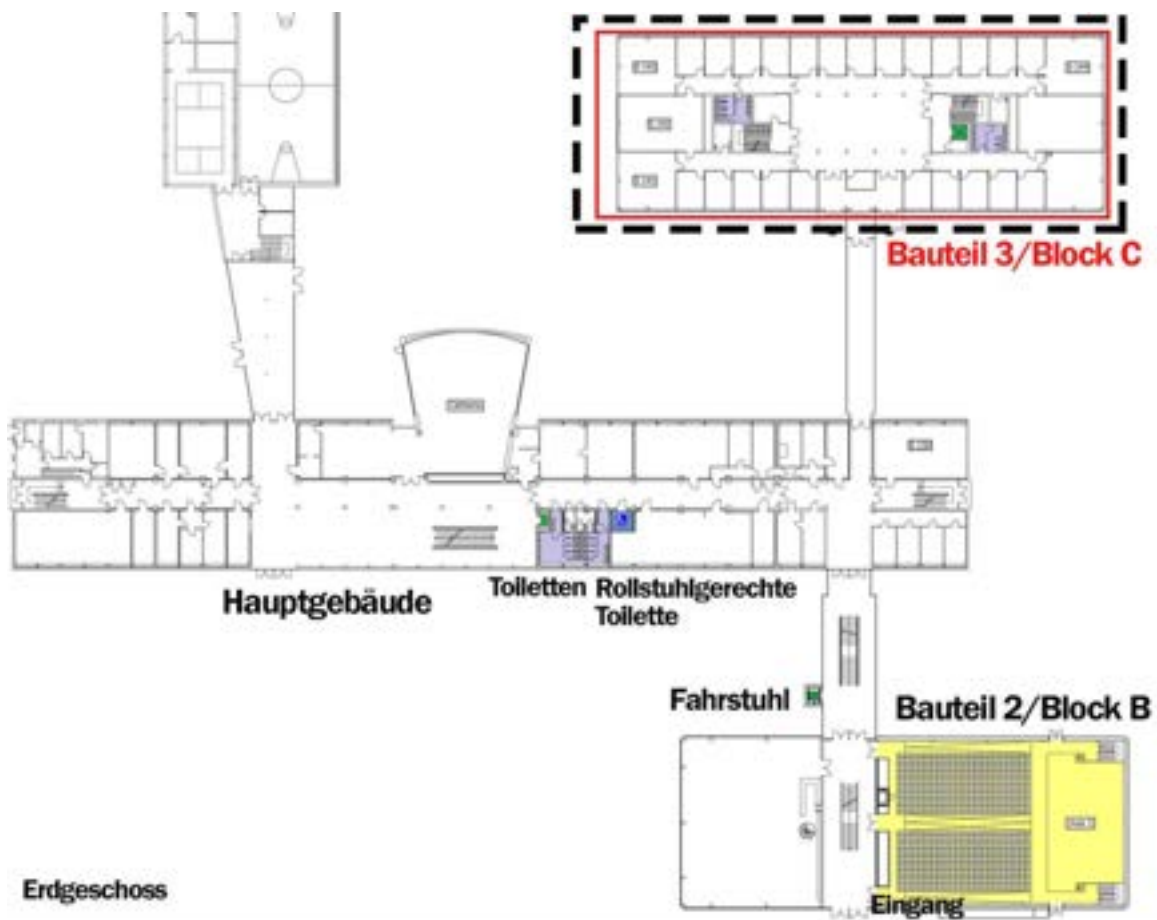 Bauteil 3/Block C
Hauptgebäude
Toiletten
Rollstuhlgerechte
Toilette
Fahrstuhl
Bauteil 2/Block B
Erdgeschoss
Eingang